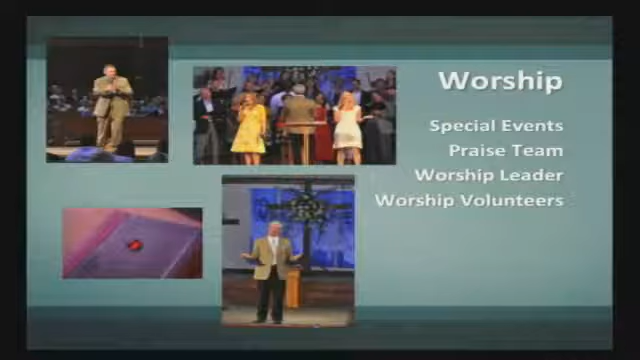 Worship
Special Events
Praise Team
Worship Leader
Worship Volunteers